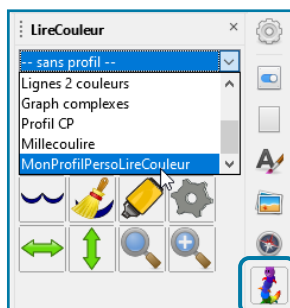 LireCouleur
-- sans profil --
Lignes 2 couleurs
Graph complexes
Profil CP
Millecoulire
MonProfilPersoLireCouleur